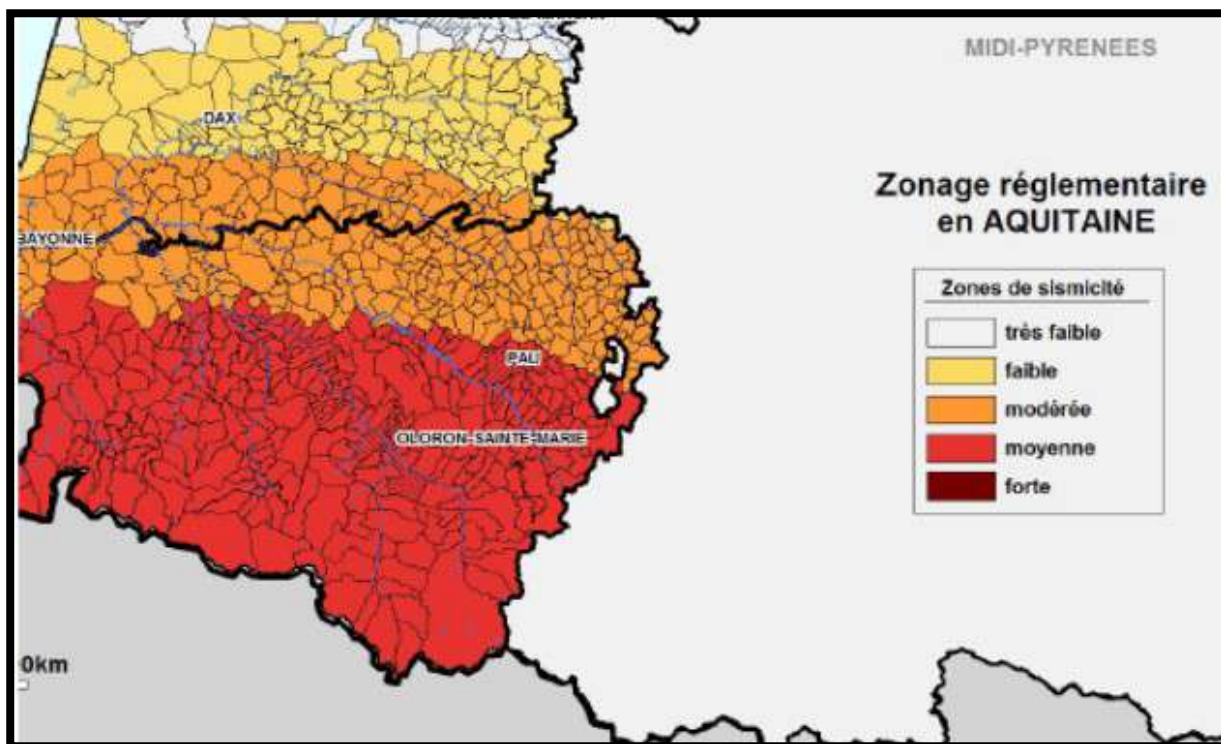 MIDI-PYRENEES
DAX
Zonage réglementaire
en AQUITAINE
BAYONNE
Zones de sismicité
très faible
faible
modérée
moyenne
forte
PAU
OLORON-SAINTE-MARIE
0km